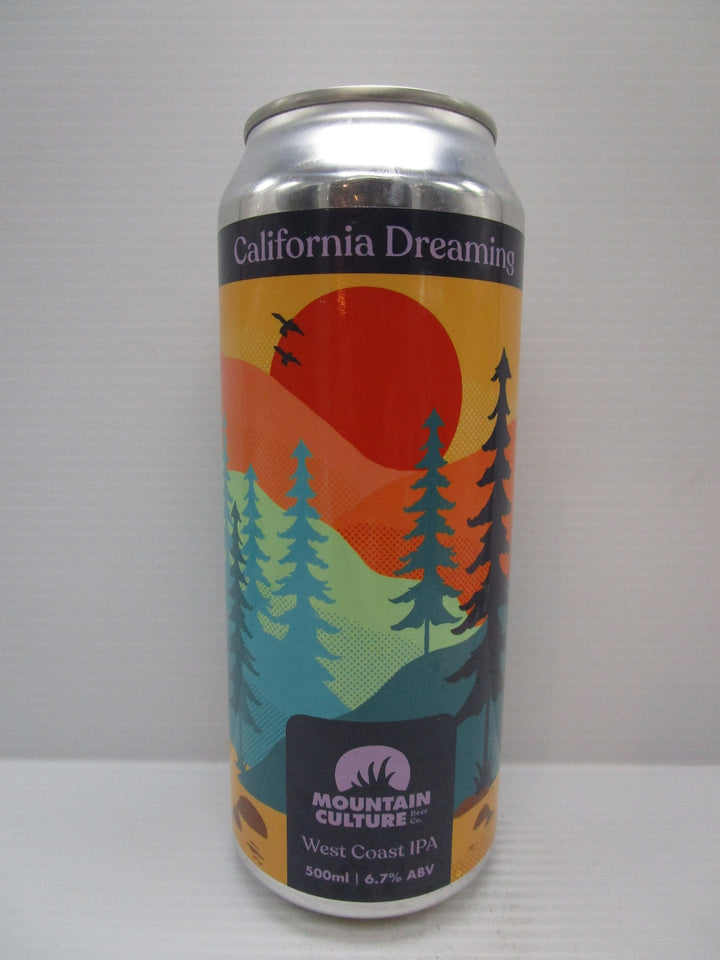 California Dreaming
MOUNTAIN
CULTURE Beer Co.
West Coast IPA
500ml | 6.7% ABV